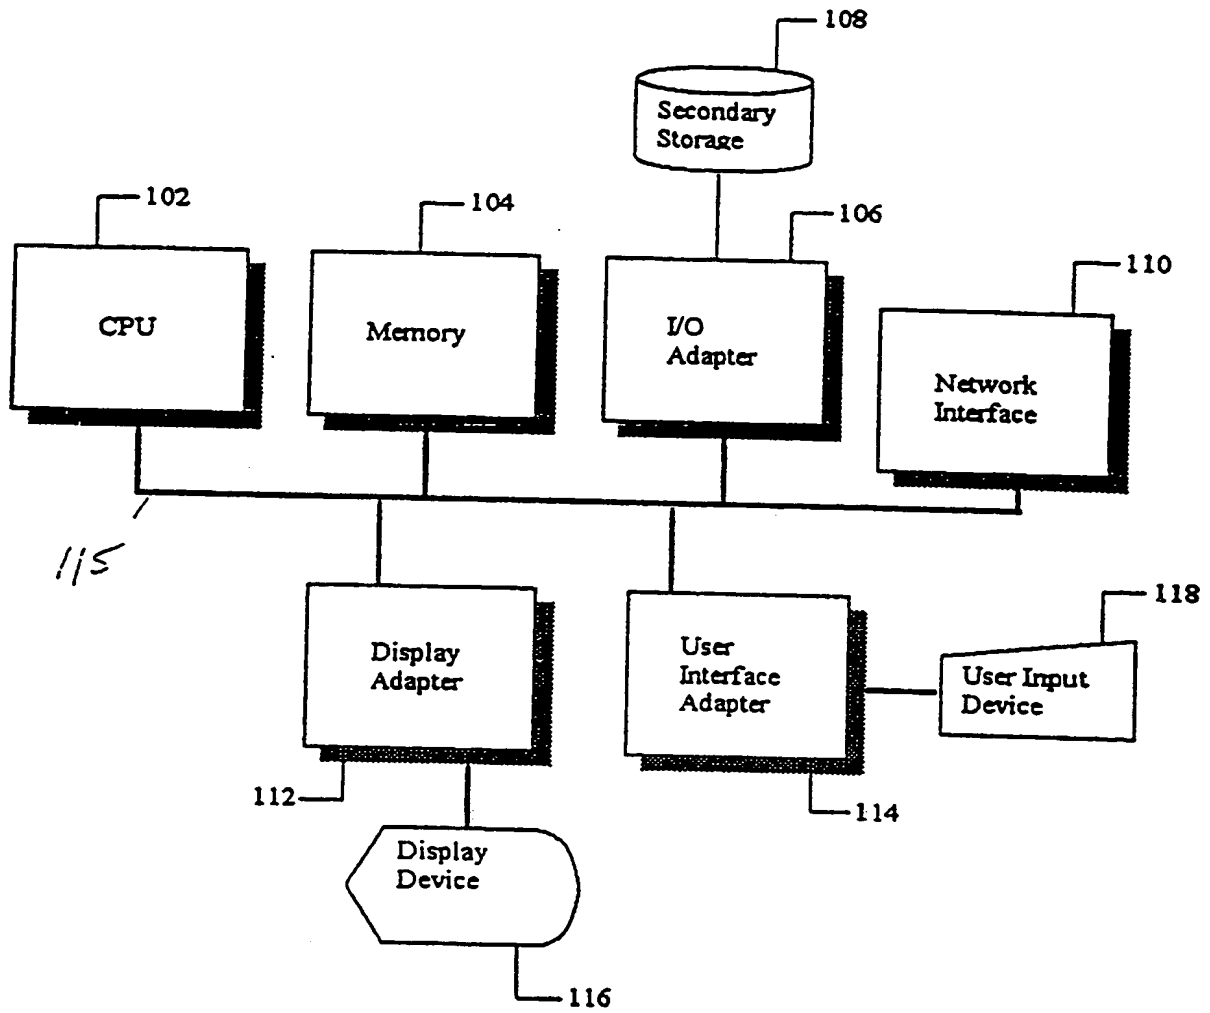 108
Secondary
Storage
102
104
106
110
CPU
Memory
I/O
Adapter
Network
Interface
115
118
Display
Adapter
User
Interface
Adapter
User Input
Device
112
114
Display
Device
116